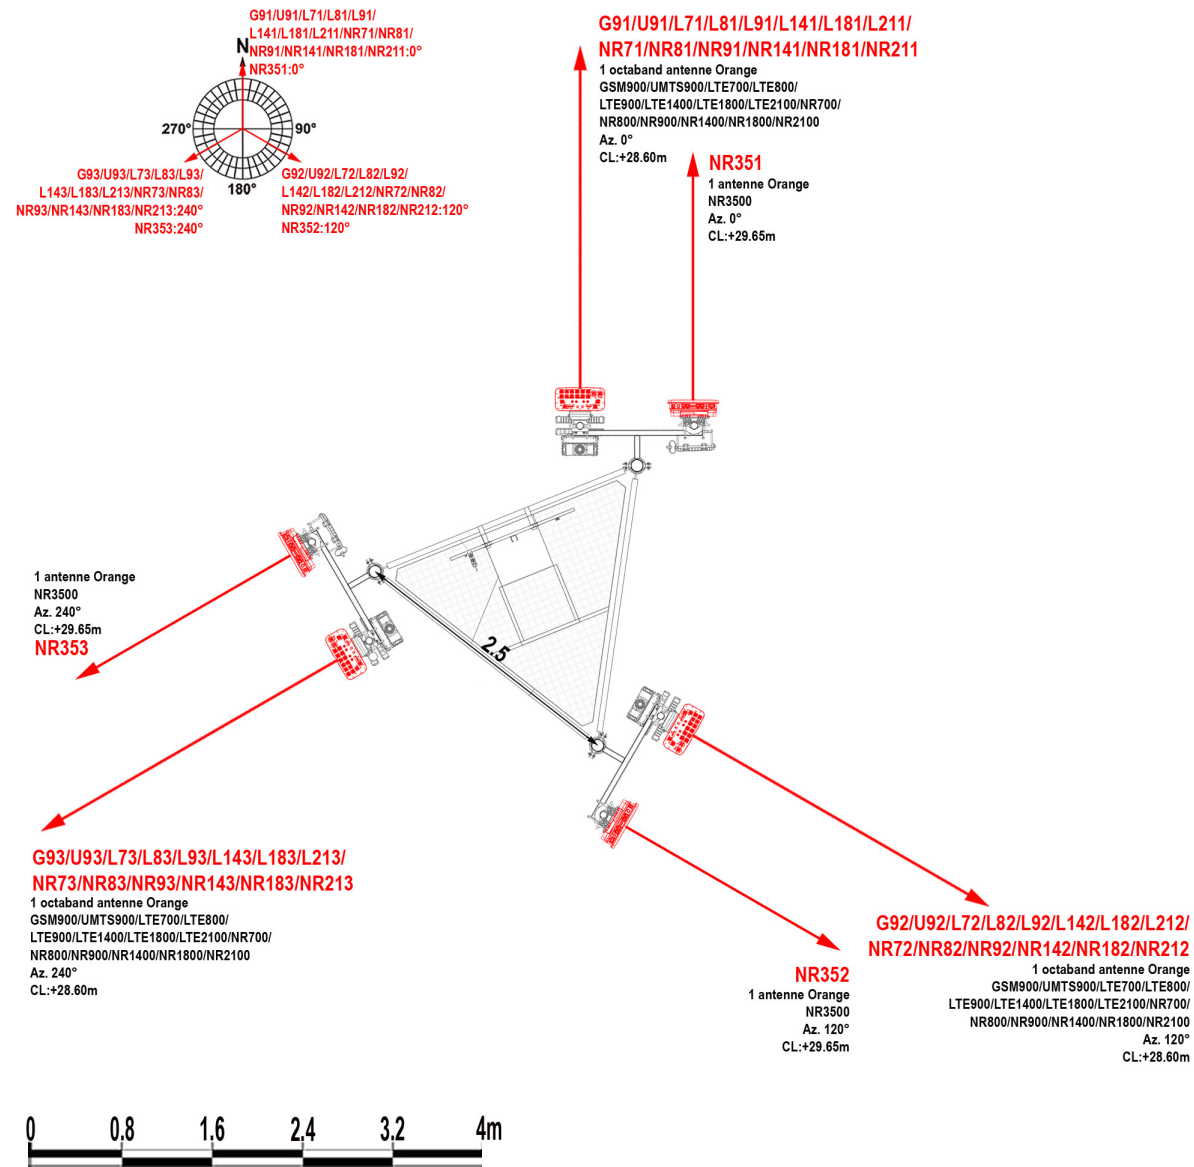 G91/U91/L71/L81/L91/
L141/L181/L211/NR71/NR81/
NR91/NR141/NR181/NR211:0°
NR351:0°
N
270°
90°
180°
G93/U93/L73/L83/L93/
L143/L183/L213/NR73/NR83/
NR93/NR143/NR183/NR213:240°
NR353:240°
G92/U92/L72/L82/L92/
L142/L182/L212/NR72/NR82/
NR92/NR142/NR182/NR212:120°
NR352:120°
G91/U91/L71/L81/L91/L141/L181/L211/
NR71/NR81/NR91/NR141/NR181/NR211
1 octaband antenne Orange
GSM900/UMTS900/LTE700/LTE800/
LTE900/LTE1400/LTE1800/LTE2100/NR700/
NR800/NR900/NR1400/NR1800/NR2100
Az. 0°
CL:+28.60m
NR351
1 antenne Orange
NR3500
Az. 0°
CL:+29.65m
1 antenne Orange
NR3500
Az. 240°
CL:+29.65m
NR353
2.5
G93/U93/L73/L83/L93/L143/L183/L213/
NR73/NR83/NR93/NR143/NR183/NR213
1 octaband antenne Orange
GSM900/UMTS900/LTE700/LTE800/
LTE900/LTE1400/LTE1800/LTE2100/NR700/
NR800/NR900/NR1400/NR1800/NR2100
Az. 240°
CL:+28.60m
NR352
1 antenne Orange
NR3500
Az. 120°
CL:+29.65m
G92/U92/L72/L82/L92/L142/L182/L212/
NR72/NR82/NR92/NR142/NR182/NR212
1 octaband antenne Orange
GSM900/UMTS900/LTE700/LTE800/
LTE900/LTE1400/LTE1800/LTE2100/NR700/
NR800/NR900/NR1400/NR1800/NR2100
Az. 120°
CL:+28.60m
0 0.8 1.6 2.4 3.2 4m